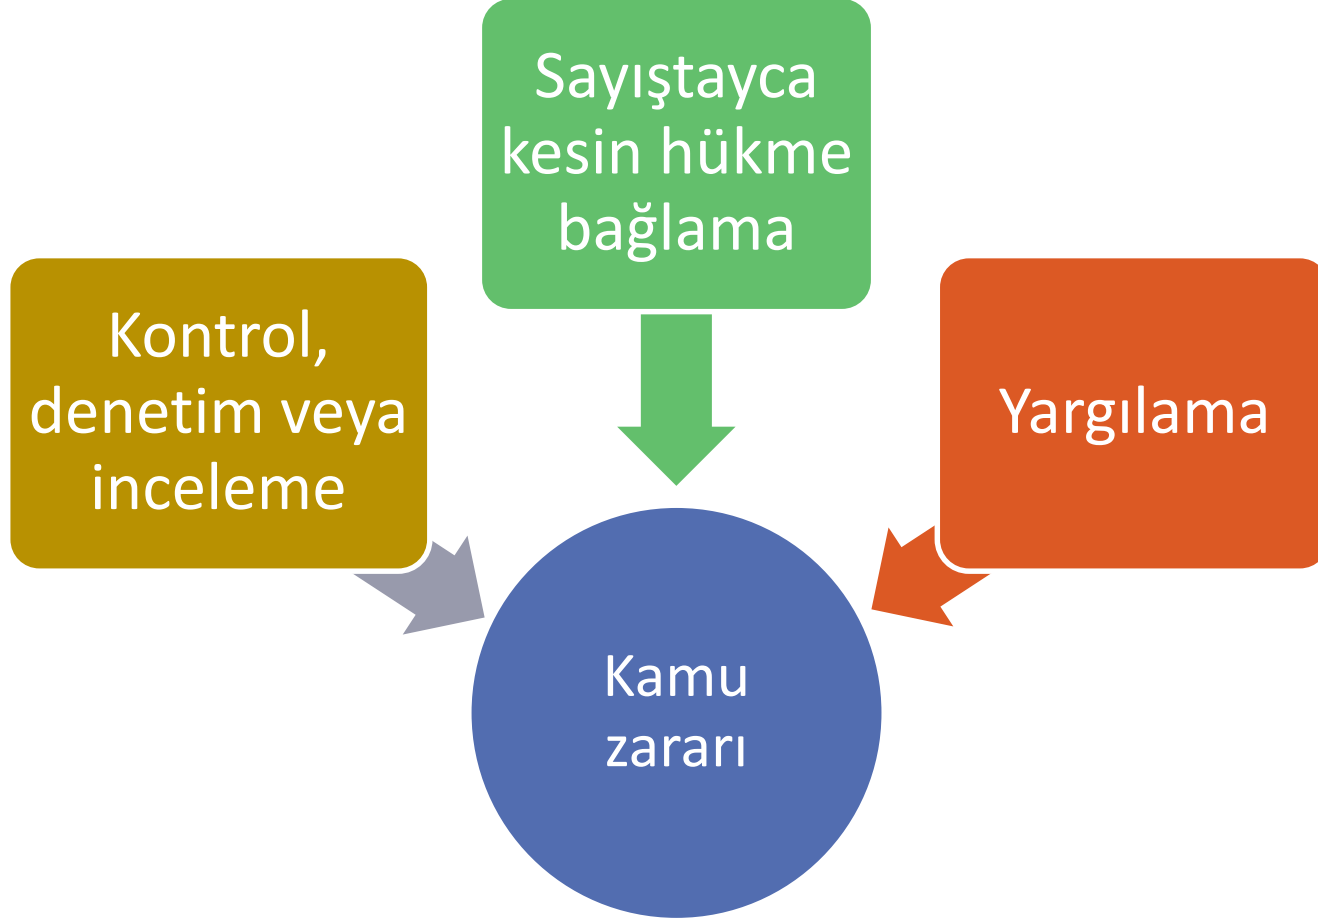 Sayıştayca
kesin hükme
bağlama
Kontrol,
denetim veya
inceleme
Yargılama
Kamu
zararı